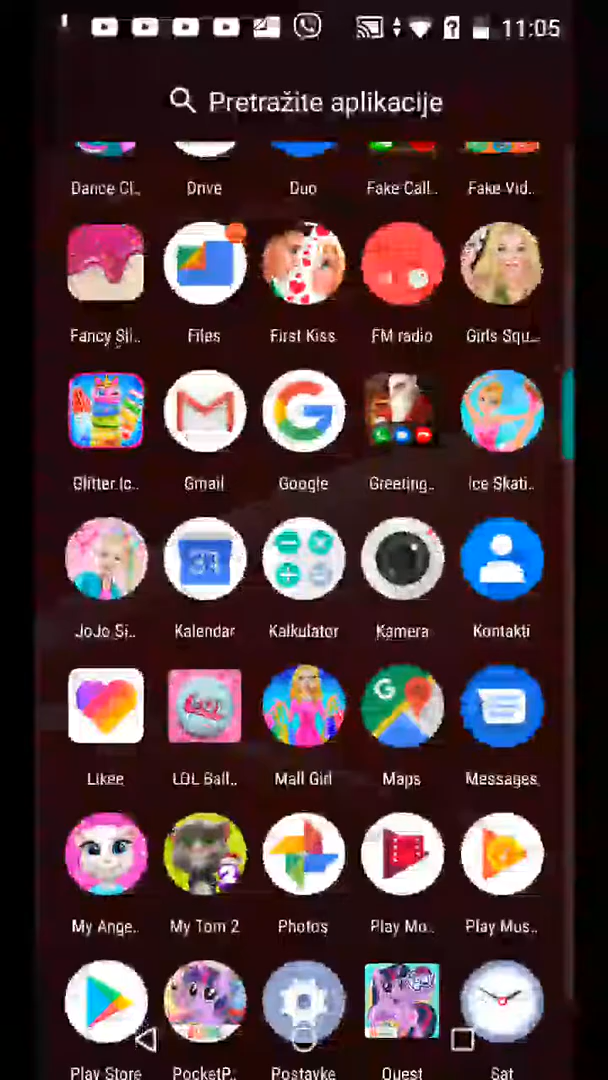 11:05
Pretražite aplikacije
Dance Cl.. Drive Duo Fake Call.. Fake Vid..
Fancy Sli.. Files First Kiss FM radio Girls Squ...
Glitter Ic.. Gmail Google Greeting.. Ice Skati..
JoJo Si.. Kalendar Kalkulator Kamera Kontakti
Likee LOL Ball.. Mall Girl Maps Messages
My Ange.. My Tom 2 Photos Play Mo.. Play Mus..
Play Store PocketP.. Postavke Quest Sat